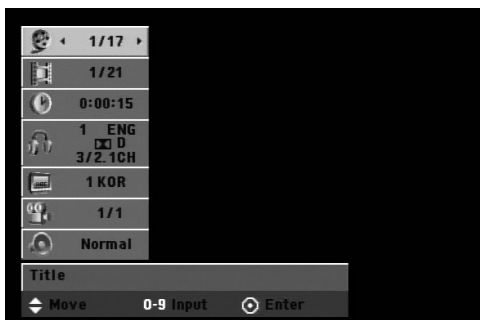 1/17
1/21
0:00:15
1 ENG
D
3/2.1CH
ABC
1 KOR
1/1
Normal
Title
Move 0-9 Input Enter